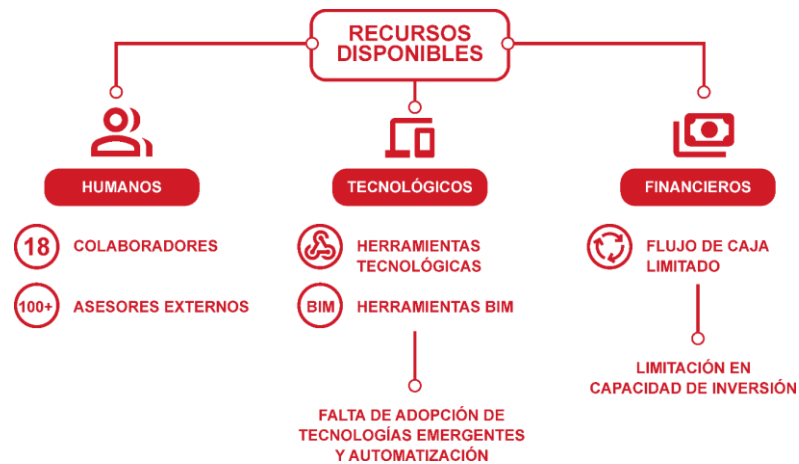 RECURSOS
DISPONIBLES
HUMANOS
18 COLABORADORES
100+ ASESORES EXTERNOS
TECNOLÓGICOS
HERRAMIENTAS
TECNOLÓGICAS
BIM HERRAMIENTAS BIM
FALTA DE ADOPCIÓN DE
TECNOLOGÍAS EMERGENTES
Y AUTOMATIZACIÓN
FINANCIEROS
FLUJO DE CAJA
LIMITADO
LIMITACIÓN EN
CAPACIDAD DE INVERSIÓN